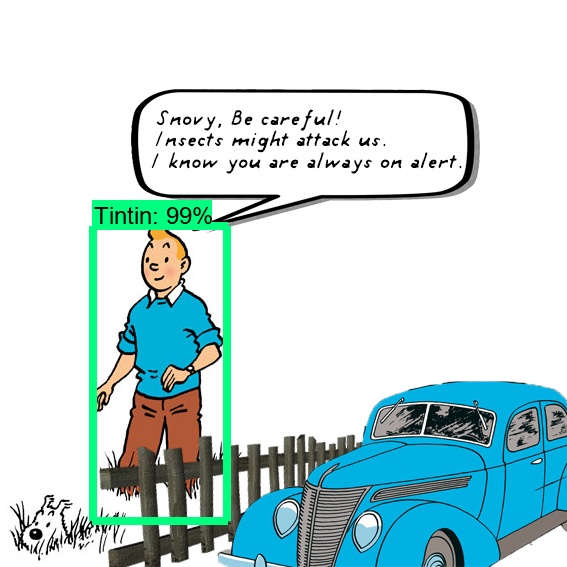 Snovy, Be careful!
Insects might attack us.
I know you are always on alert.
Tintin: 99%